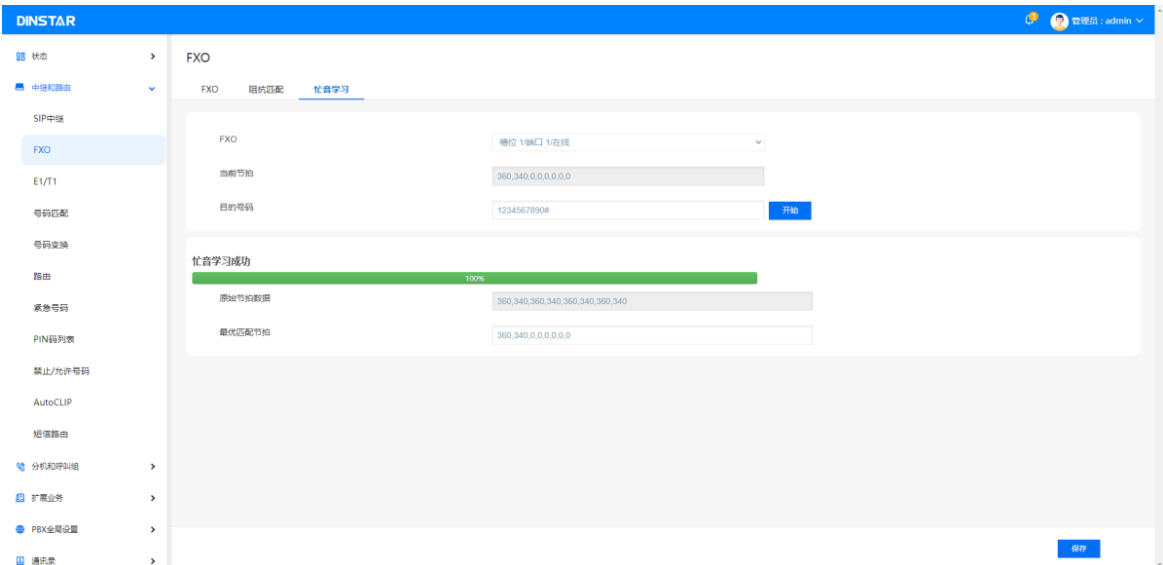 DINSTAR
1
管理员 : admin
状态
中继和路由
SIP中继
FXO
E1/T1
号码匹配
号码变换
路由
紧急号码
PIN码列表
禁止/允许号码
AutoCLIP
短信路由
分机和呼叫组
扩展业务
PBX全局设置
通讯录
FXO
FXO 阻抗匹配 忙音学习
FXO 槽位 1/端口 1/在线
当前节拍 360,340,0,0,0,0,0,0
目的号码 1234567890# 开始
忙音学习成功
100%
原始节拍数据 360,340,360,340,360,340,360,340
最优匹配节拍 360,340,0,0,0,0,0,0
保存